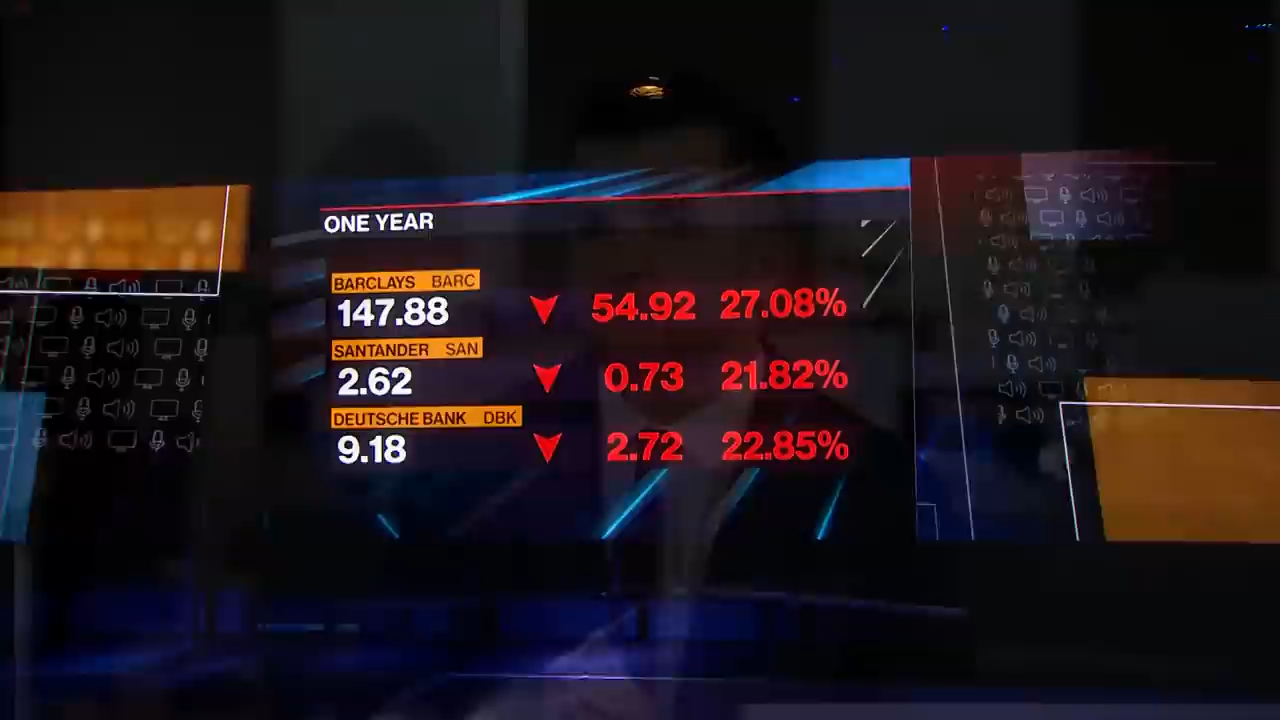 ONE YEAR
BARCLAYS BARC
147.88 54.92 27.08%
SANTANDER SAN
2.62 0.73 21.82%
DEUTSCHE BANK DBK
9.18 2.72 22.85%